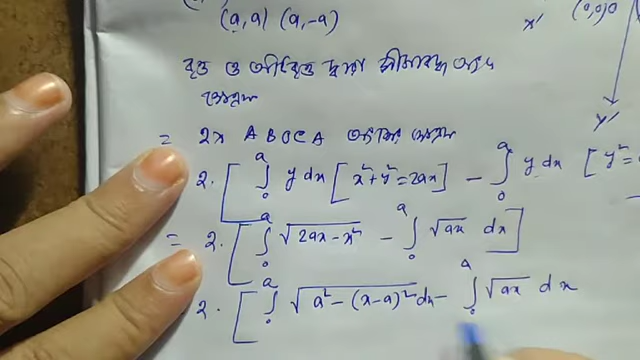 (a, a) (a, -a)
x′ (0,0)0
বৃত্ত ও অধিবৃত্ত দ্বারা সীমাবদ্ধ অংশ
ক্ষেত্রফল
y′
= 2x ABOCA অংশের ক্ষেত্রফল
2. [ ∫₀ᵃ y dx [x²+y²=2ax] - ∫₀ᵃ y dx [y²=
= 2. [ ∫₀ᵃ √(2ax-x²) - ∫₀ᵃ √(ax) dx ]
2. [ ∫₀ᵃ √(a²-(x-a)²) dx - ∫₀ᵃ √(ax) dx